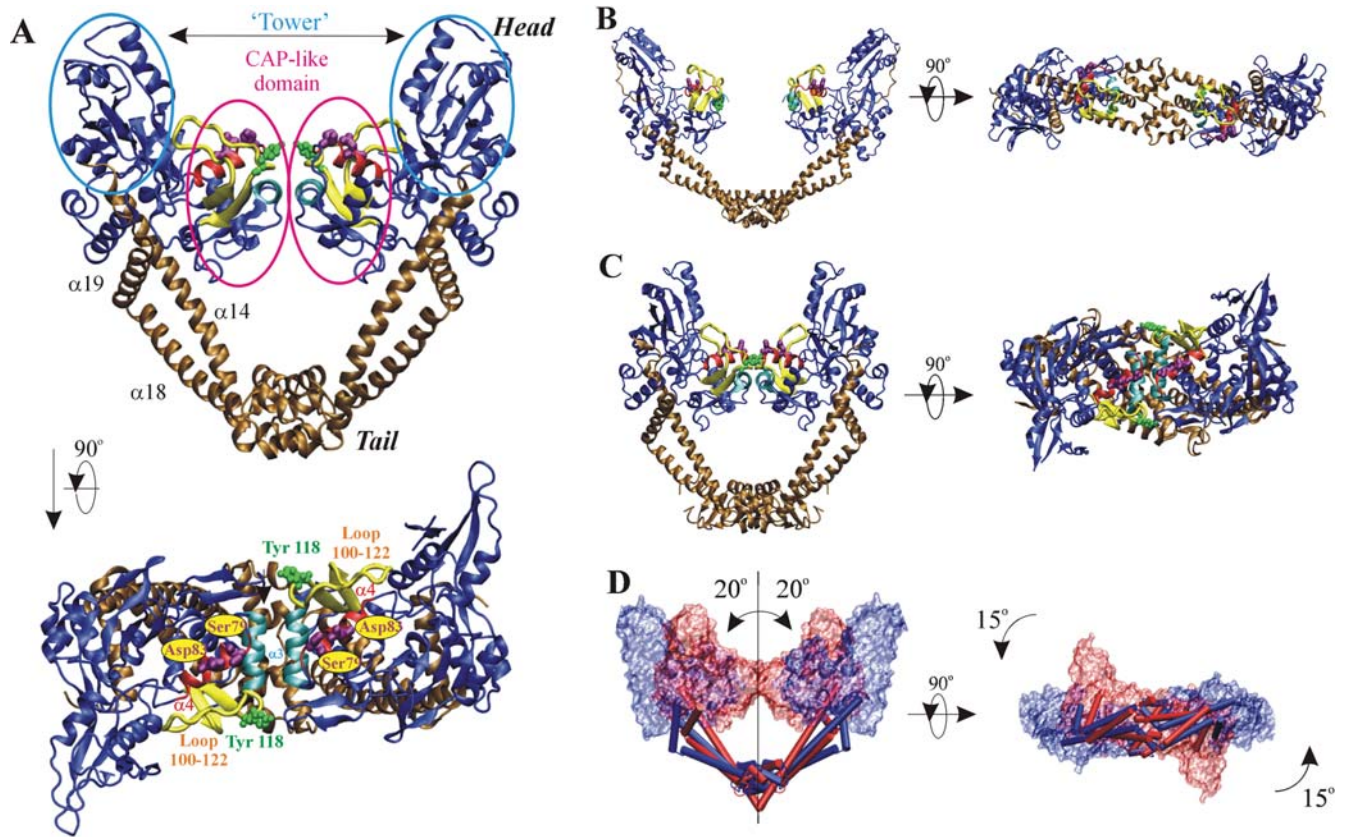 A
'Tower'
Head
CAP-like
domain
α19
α14
α18
Tail
90°
Tyr 118
Loop
100-122
α4
Ser79
Asp83
Asp83
α3
Ser79
α4
Loop
100-122
Tyr 118
B
90°
C
90°
D
20° 20°
90°
15°
15°